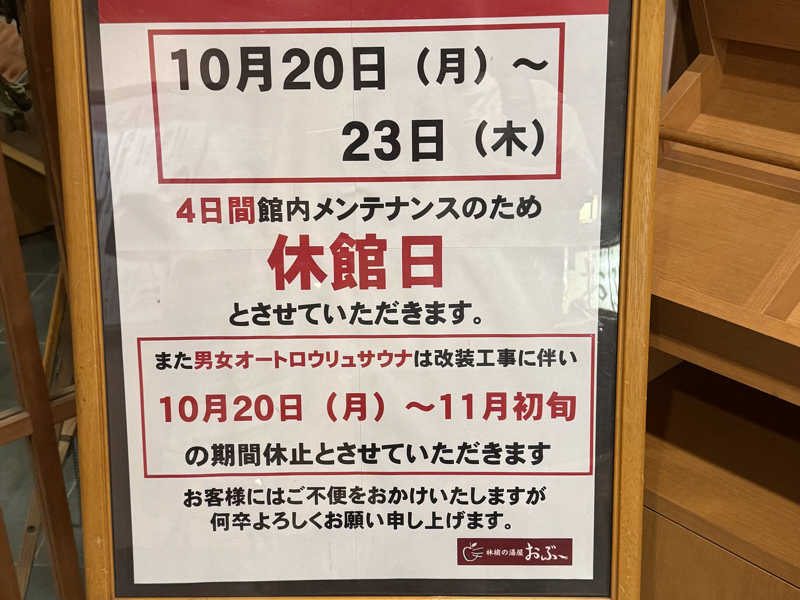 10月20日（月）～
23日（木）
4日間館内メンテナンスのため
休館日
とさせていただきます。
また男女オートロウリュサウナは改装工事に伴い
10月20日（月）～11月初旬
の期間休止とさせていただきます
お客様にはご不便をおかけいたしますが
何卒よろしくお願い申し上げます。
林檎の湯屋 おぶ～